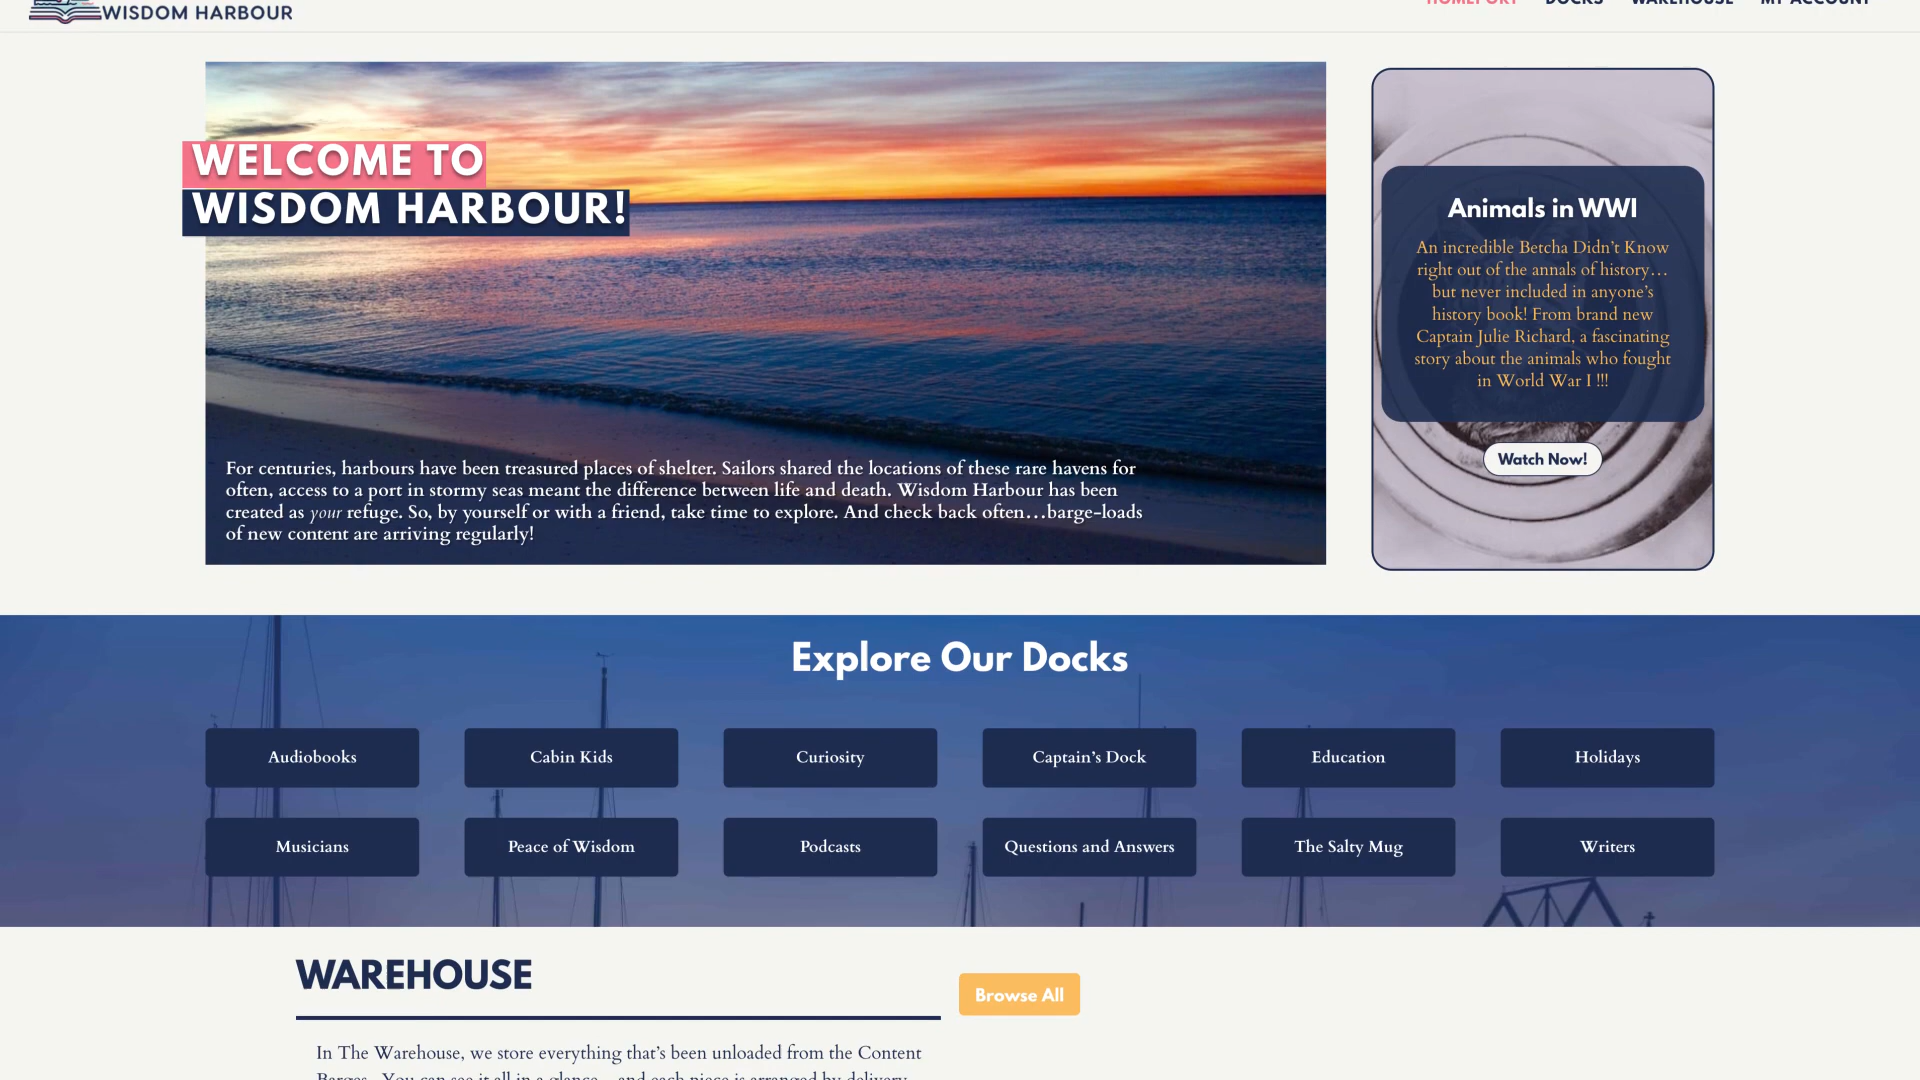 WISDOM HARBOUR
HOMEPORT DOCKS WAREHOUSE MY ACCOUNT
WELCOME TO
WISDOM HARBOUR!
For centuries, harbours have been treasured places of shelter. Sailors shared the locations of these rare havens for
often, access to a port in stormy seas meant the difference between life and death. Wisdom Harbour has been
created as your refuge. So, by yourself or with a friend, take time to explore. And check back often…barge-loads
of new content are arriving regularly!
Animals in WWI
An incredible Betcha Didn’t Know
right out of the annals of history…
but never included in anyone’s
history book! From brand new
Captain Julie Richard, a fascinating
story about the animals who fought
in World War I !!!
Watch Now!
Explore Our Docks
Audiobooks
Cabin Kids
Curiosity
Captain’s Dock
Education
Holidays
Musicians
Peace of Wisdom
Podcasts
Questions and Answers
The Salty Mug
Writers
WAREHOUSE
Browse All
In The Warehouse, we store everything that’s been unloaded from the Content
Barges. You can see it all in a glance…and each piece is arranged by delivery